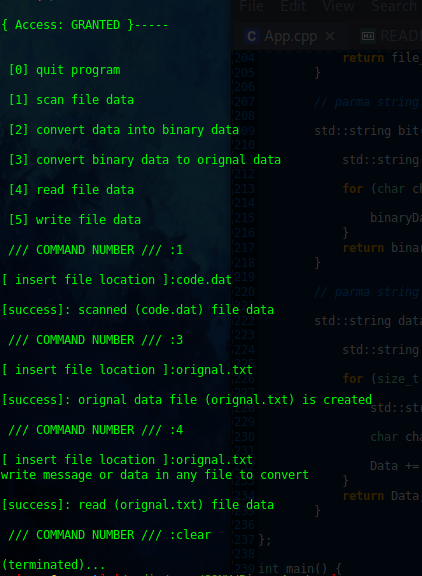 { Access: GRANTED }-----
[0] quit program
[1] scan file data
[2] convert data into binary data
[3] convert binary data to orignal data
[4] read file data
[5] write file data
/// COMMAND NUMBER /// :1
[ insert file location ]:code.dat
[success]: scanned (code.dat) file data
/// COMMAND NUMBER /// :3
[ insert file location ]:orignal.txt
[success]: orignal data file (orignal.txt) is created
/// COMMAND NUMBER /// :4
[ insert file location ]:orignal.txt
write message or data in any file to convert
[success]: read (orignal.txt) file data
/// COMMAND NUMBER /// :clear
(terminated)...
File Edit View Search
App.cpp × READ
204 return file_
205 }
206
207 // parma string
208
209 std::string bit
210
211 std::string
212
213 for (char c
214
215 binaryDa
216 }
217 return binar
218 }
219
220 // parma string
221
222 std::string data
223
224 std::string
225
226 for (size_t
227
228 std::str
229
230 char cha
231
232 Data +=
233 }
234 return Data
235 }
236
237 };
238
239 int main() {